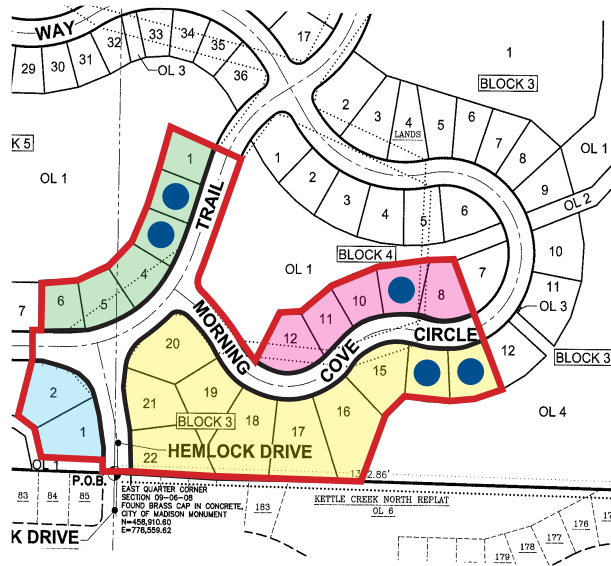 WAY
29
30
31
32
33
34
35
36
OL 3
17
1
BLOCK 3
2
3
4
LANDS
5
6
7
8
9
OL 1
OL 2
K 5
OL 1
1
TRAIL
4
5
6
7
1
2
3
4
5
6
7
10
11
OL 3
BLOCK 3
12
OL 4
BLOCK 4
OL 1
8
10
11
12
MORNING
COVE
CIRCLE
15
16
17
18
19
20
21
22
BLOCK 3
HEMLOCK DRIVE
2
1
OL 1
P.O.B.
EAST QUARTER CORNER
SECTION 09-06-08
FOUND BRASS CAP IN CONCRETE,
CITY OF MADISON MONUMENT
N=458,910.60
E=778,559.62
83
84
85
K DRIVE
183
KETTLE CREEK NORTH REPLAT
OL 6
179
178
177
176